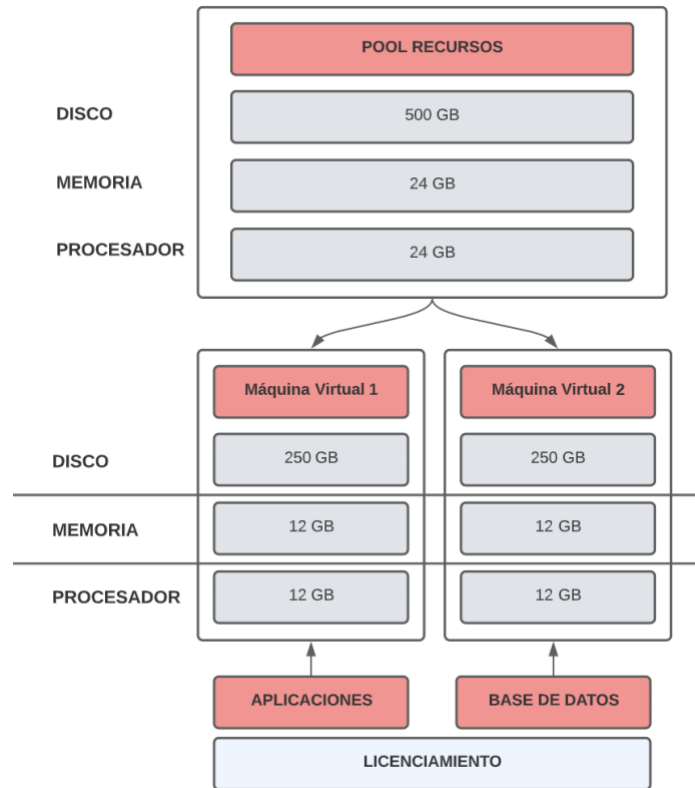 POOL RECURSOS
DISCO 500 GB
MEMORIA 24 GB
PROCESADOR 24 GB
Máquina Virtual 1 Máquina Virtual 2
DISCO 250 GB 250 GB
MEMORIA 12 GB 12 GB
PROCESADOR 12 GB 12 GB
APLICACIONES BASE DE DATOS
LICENCIAMIENTO